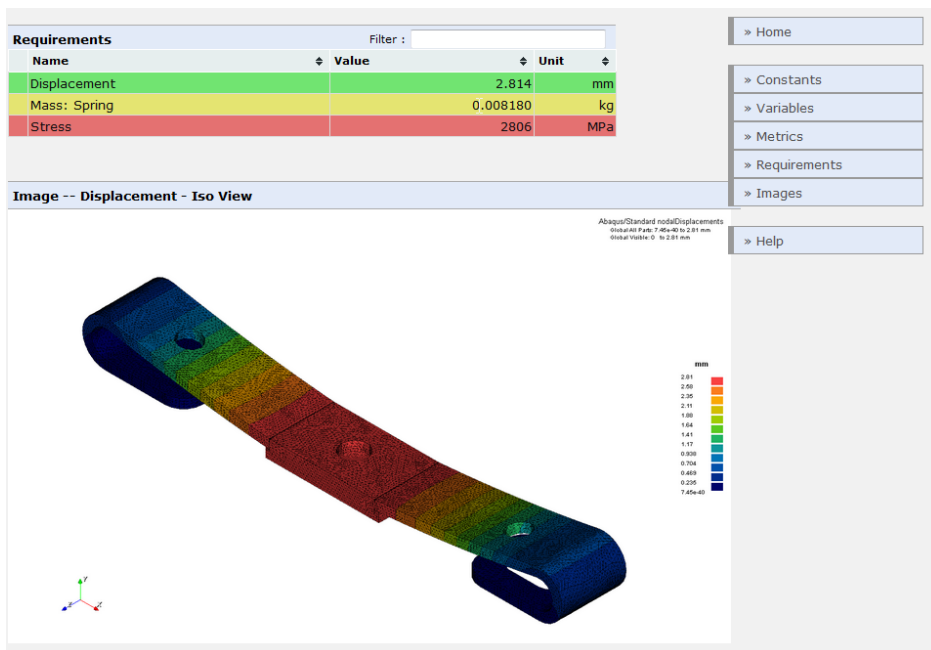 Requirements Filter :
Name Value Unit
Displacement 2.814 mm
Mass: Spring 0.008180 kg
Stress 2806 MPa
Image -- Displacement - Iso View
Abaqus/Standard nodalDisplacements
Global All Parts: 7.45e-40 to 2.81 mm
Global Visible: 0 to 2.81 mm
mm
2.81
2.58
2.35
2.11
1.88
1.64
1.41
1.17
0.938
0.704
0.469
0.235
7.45e-40
y
z
x
» Home
» Constants
» Variables
» Metrics
» Requirements
» Images
» Help